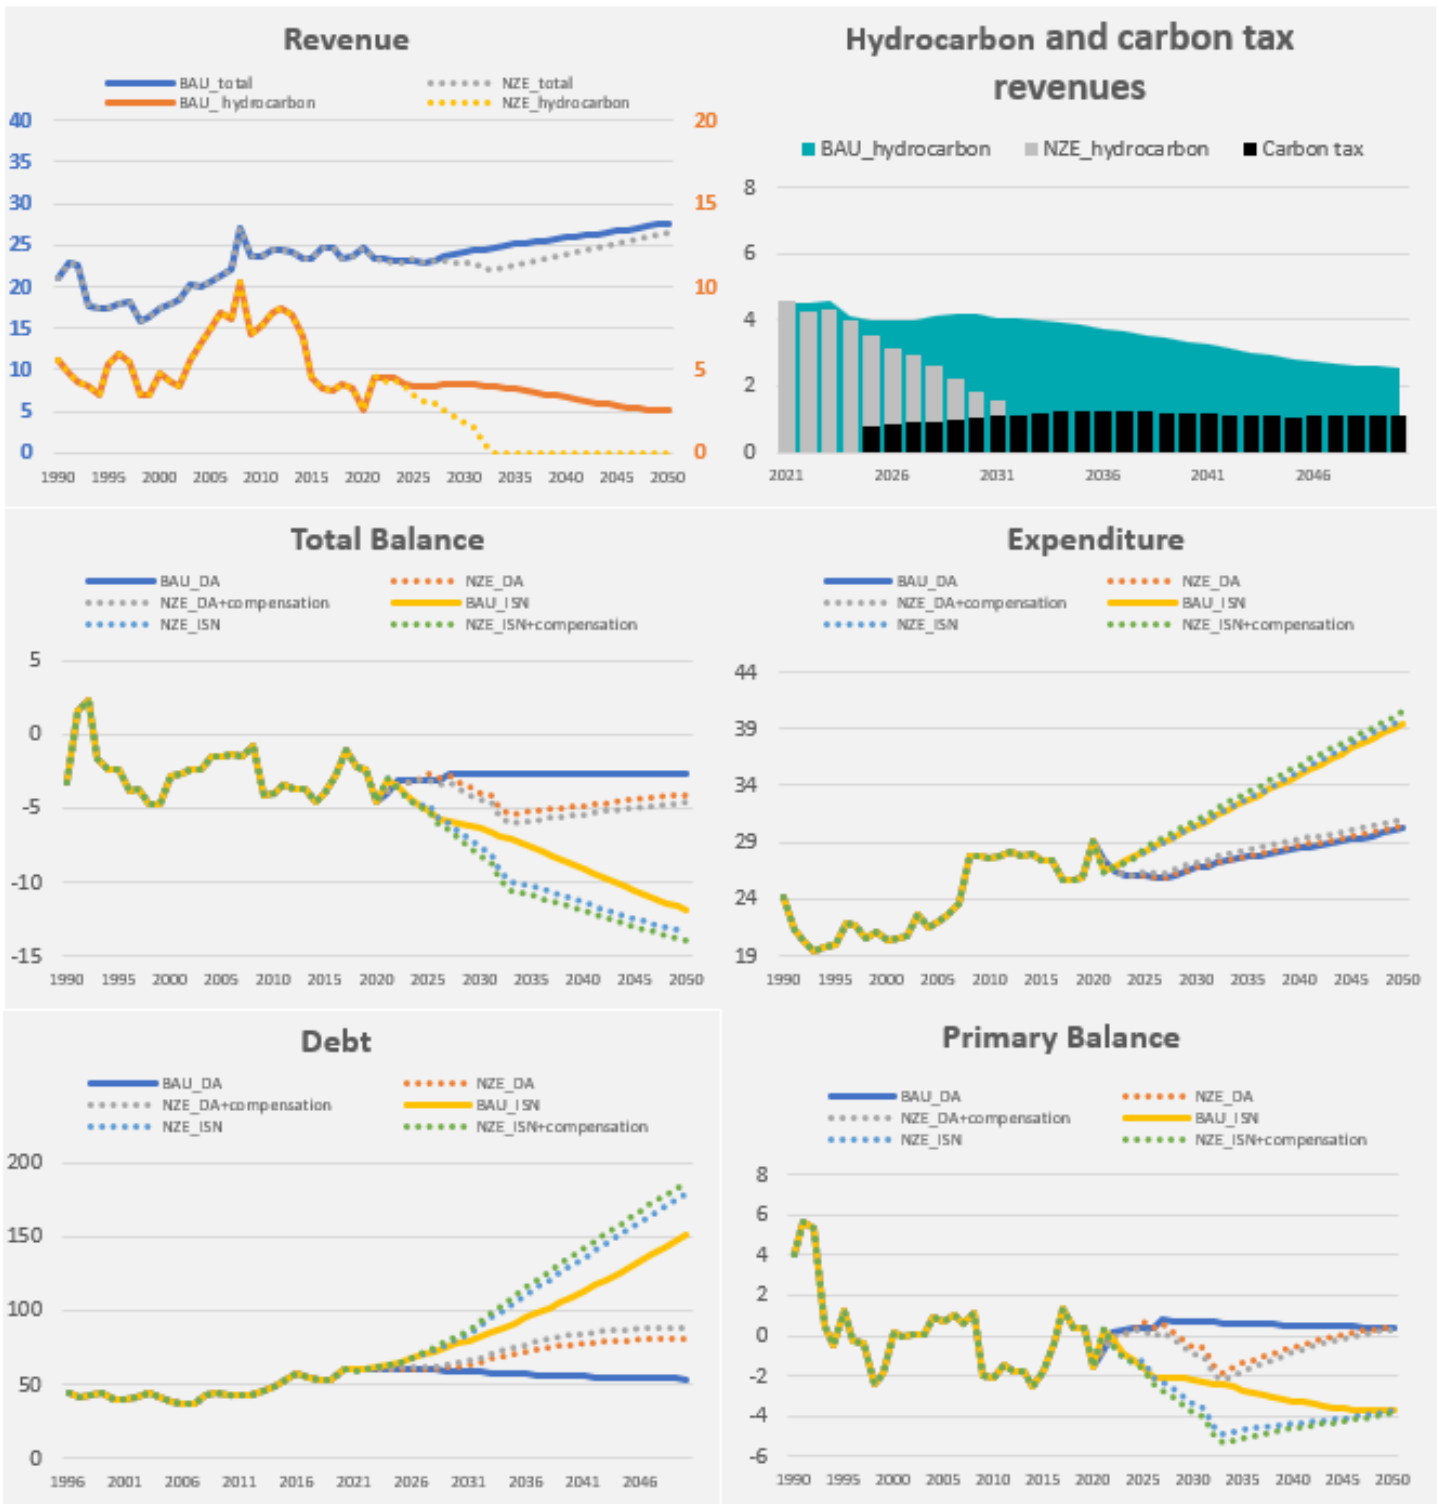 Revenue
BAU_total NZE_total
BAU_ hydrocarbon NZE_hydrocarbon
40 20
35
30 15
25
20 10
15
10 5
5
0 0
1990 1995 2000 2005 2010 2015 2020 2025 2030 2035 2040 2045 2050
Hydrocarbon and carbon tax
revenues
BAU_hydrocarbon NZE_hydrocarbon Carbon tax
8
6
4
2
0
2021 2026 2031 2036 2041 2046
Total Balance
BAU_DA NZE_DA
NZE_DA+compensation BAU_ISN
NZE_ISN NZE_ISN+compensation
5
0
-5
-10
-15
1990 1995 2000 2005 2010 2015 2020 2025 2030 2035 2040 2045 2050
Expenditure
BAU_DA NZE_DA
NZE_DA+compensation BAU_ISN
NZE_ISN NZE_ISN+compensation
44
39
34
29
24
19
1990 1995 2000 2005 2010 2015 2020 2025 2030 2035 2040 2045 2050
Debt
BAU_DA NZE_DA
NZE_DA+compensation BAU_ISN
NZE_ISN NZE_ISN+compensation
200
150
100
50
0
1996 2001 2006 2011 2016 2021 2026 2031 2036 2041 2046
Primary Balance
BAU_DA NZE_DA
NZE_DA+compensation BAU_ISN
NZE_ISN NZE_ISN+compensation
8
6
4
2
0
-2
-4
-6
1990 1995 2000 2005 2010 2015 2020 2025 2030 2035 2040 2045 2050